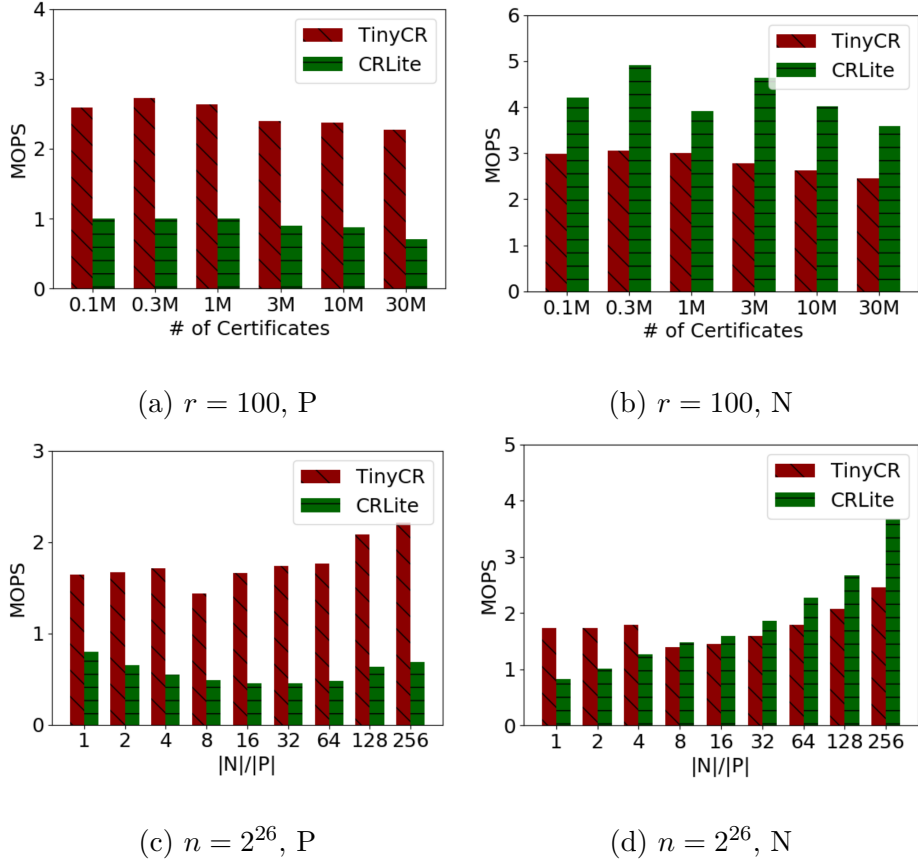 4
3
2
1
0
MOPS
TinyCR
CRLite
0.1M 0.3M 1M 3M 10M 30M
# of Certificates
(a) r = 100, P
6
5
4
3
2
1
0
MOPS
TinyCR
CRLite
0.1M 0.3M 1M 3M 10M 30M
# of Certificates
(b) r = 100, N
3
2
1
0
MOPS
TinyCR
CRLite
1 2 4 8 16 32 64 128 256
|N|/|P|
(c) n = 2^{26}, P
5
4
3
2
1
0
MOPS
TinyCR
CRLite
1 2 4 8 16 32 64 128 256
|N|/|P|
(d) n = 2^{26}, N